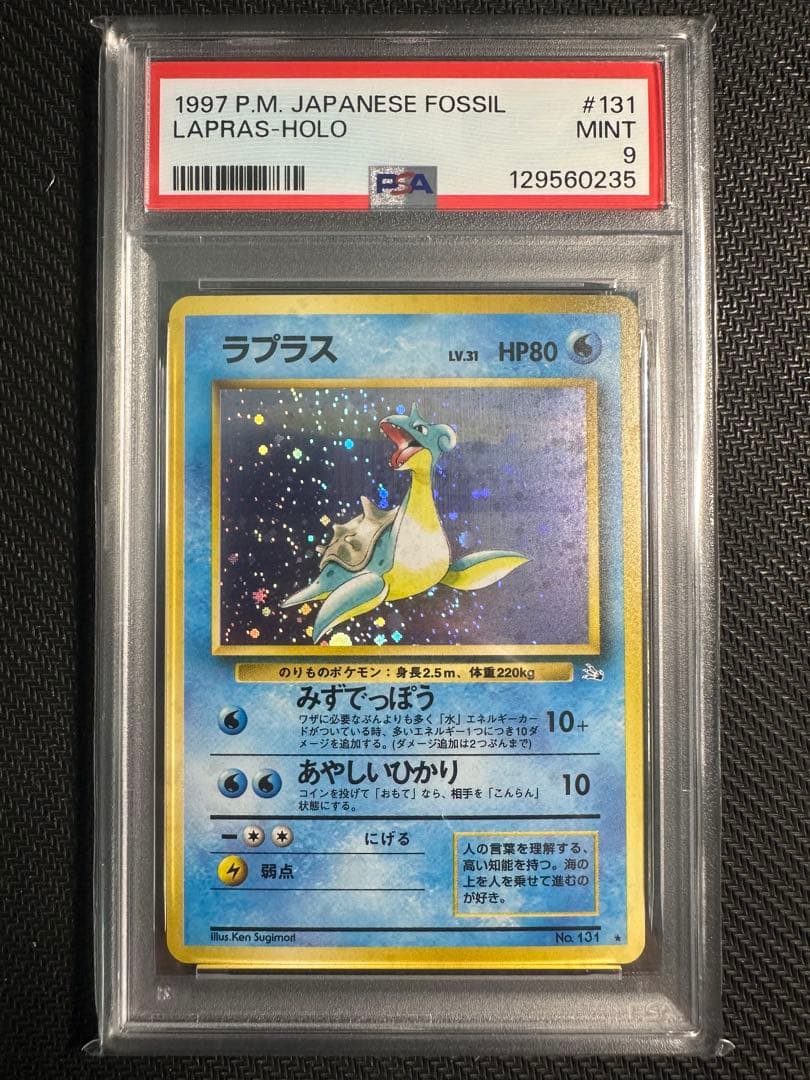 1997 P.M. JAPANESE FOSSIL #131
LAPRAS-HOLO MINT
9
PSA 129560235
ラプラス LV.31 HP80
のりものポケモン：身長2.5m、体重220kg
みずでっぽう
ワザに必要なぶんよりも多く「水」エネルギーカー
ドがついている時、多いエネルギー1つにつき10ダ
メージを追加する。(ダメージ追加は2つぶんまで)
10+
あやしいひかり
コインを投げて「おもて」なら、相手を「こんらん」
状態にする。
10
にげる
弱点
人の言葉を理解する、
高い知能を持つ。海の
上を人を乗せて進むの
が好き。
Illus.Ken Sugimori No. 131
PSA